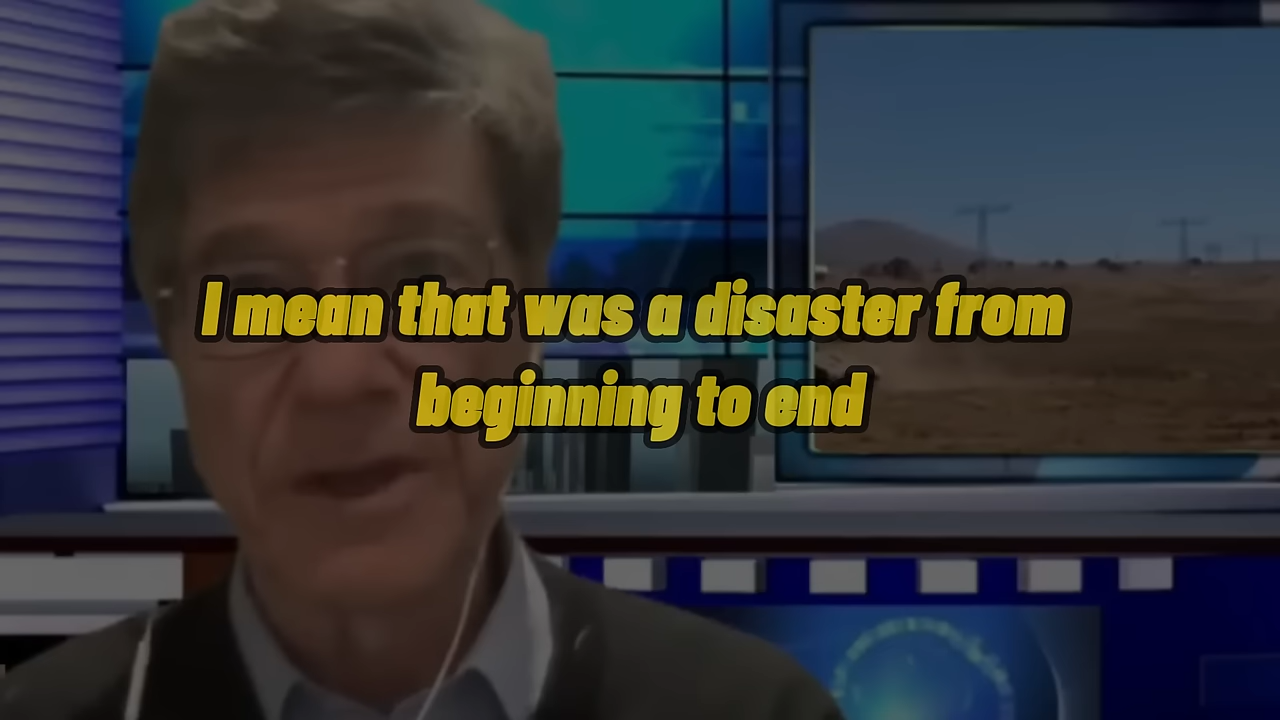 I mean that was a disaster from
beginning to end